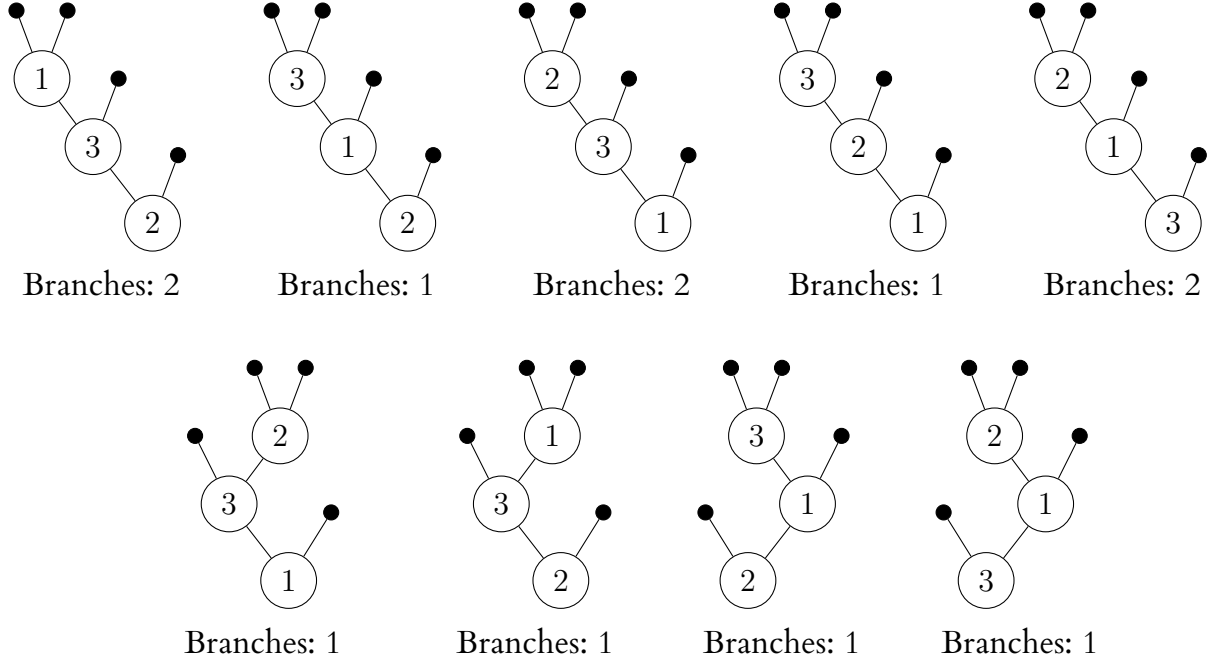 1 3 2 3 2
3 1 3 2 1
2 2 1 1 3
Branches: 2 Branches: 1 Branches: 2 Branches: 1 Branches: 2
2 1 3 2
3 3 1 1
1 2 2 3
Branches: 1 Branches: 1 Branches: 1 Branches: 1